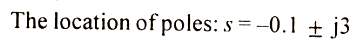 The location of poles: s = –0.1 ± j3